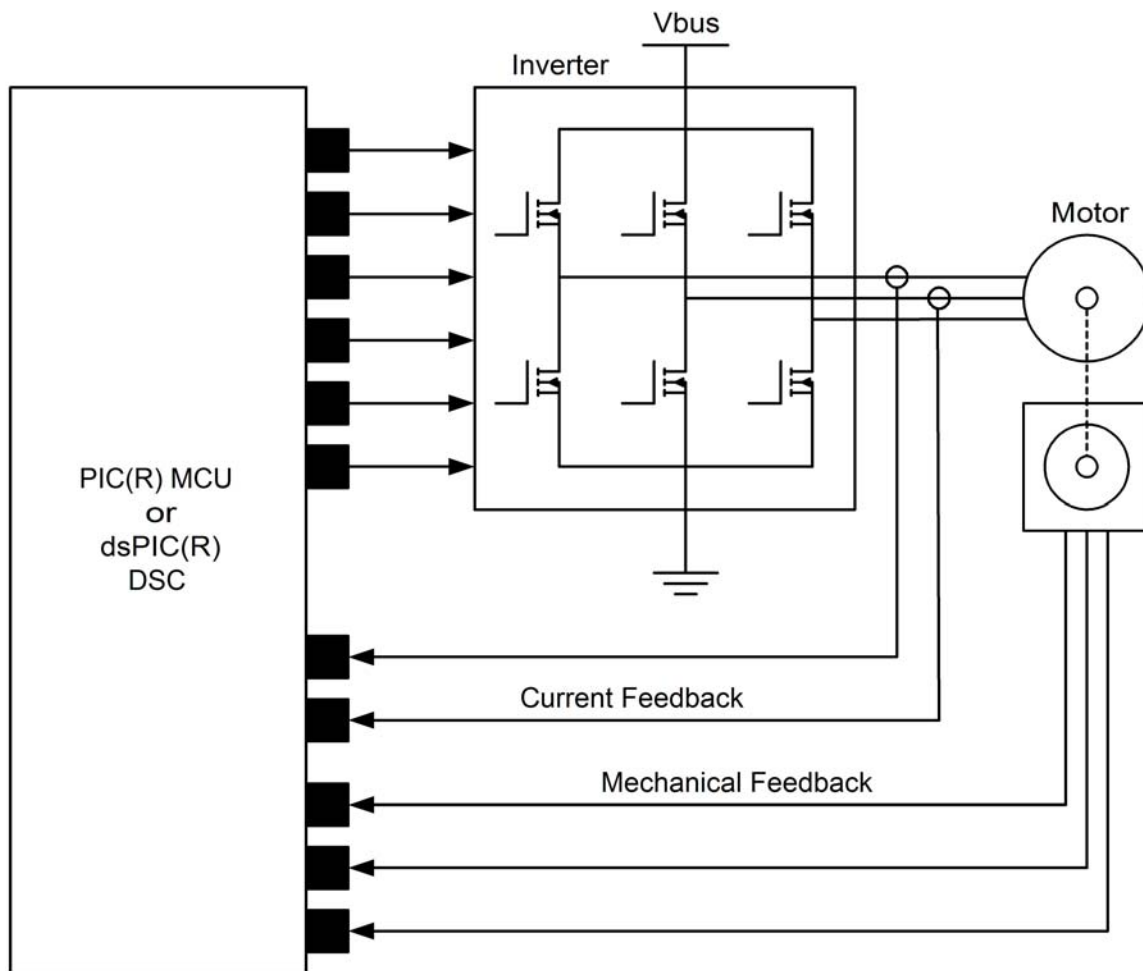 Vbus
Inverter
Motor
PIC(R) MCU
or
dsPIC(R)
DSC
Current Feedback
Mechanical Feedback